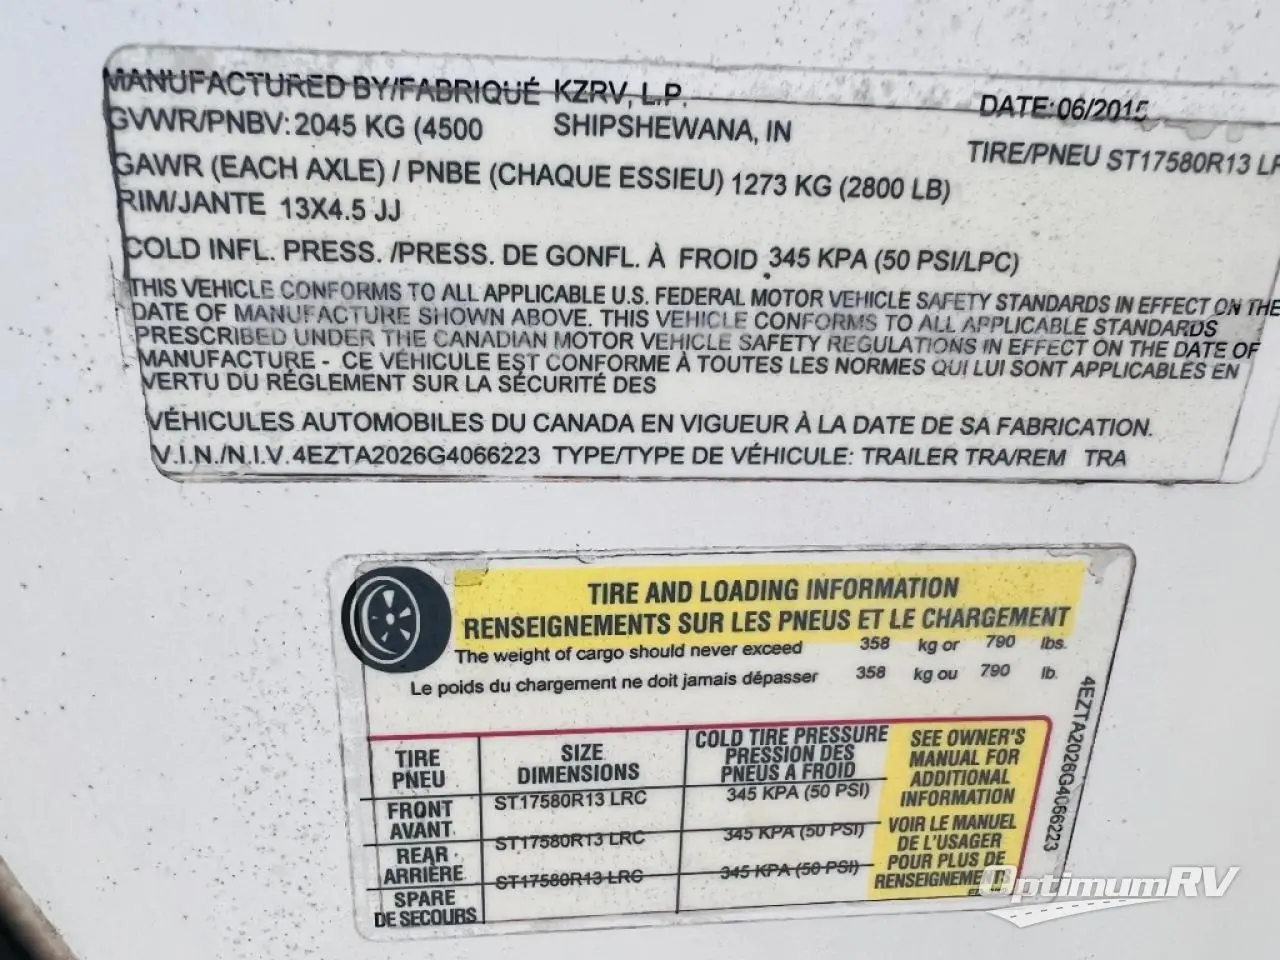 MANUFACTURED BY/FABRIQUÉ KZRV, L.P.
DATE:06/2015
GVWR/PNBV: 2045 KG (4500
SHIPSHEWANA, IN
TIRE/PNEU ST17580R13 LR
GAWR (EACH AXLE) / PNBE (CHAQUE ESSIEU) 1273 KG (2800 LB)
RIM/JANTE 13X4.5 JJ
COLD INFL. PRESS. /PRESS. DE GONFL. À FROID 345 KPA (50 PSI/LPC)
THIS VEHICLE CONFORMS TO ALL APPLICABLE U.S. FEDERAL MOTOR VEHICLE SAFETY STANDARDS IN EFFECT ON THE
DATE OF MANUFACTURE SHOWN ABOVE. THIS VEHICLE CONFORMS TO ALL APPLICABLE STANDARDS
PRESCRIBED UNDER THE CANADIAN MOTOR VEHICLE SAFETY REGULATIONS IN EFFECT ON THE DATE OF
MANUFACTURE - CE VÉHICULE EST CONFORME À TOUTES LES NORMES QUI LUI SONT APPLICABLES EN
VERTU DU RÉGLEMENT SUR LA SÉCURITÉ DES
VÉHICULES AUTOMOBILES DU CANADA EN VIGUEUR À LA DATE DE SA FABRICATION.
V.I.N./N.I.V. 4EZTA2026G4066223 TYPE/TYPE DE VÉHICULE: TRAILER TRA/REM TRA
TIRE AND LOADING INFORMATION
RENSEIGNEMENTS SUR LES PNEUS ET LE CHARGEMENT
The weight of cargo should never exceed 358 kg or 790 lbs.
Le poids du chargement ne doit jamais dépasser 358 kg ou 790 lb.
TIRE
PNEU
SIZE
DIMENSIONS
COLD TIRE PRESSURE
PRESSION DES
PNEUS A FROID
FRONT
AVANT
ST17580R13 LRC
345 KPA (50 PSI)
REAR
ARRIÈRE
ST17580R13 LRC
345 KPA (50 PSI)
SPARE
DE SECOURS
ST17580R13 LRC
345 KPA (50 PSI)
SEE OWNER'S
MANUAL FOR
ADDITIONAL
INFORMATION
VOIR LE MANUEL
DE L'USAGER
POUR PLUS DE
RENSEIGNEMENTS
4EZTA2026G4066223
OptimumRV